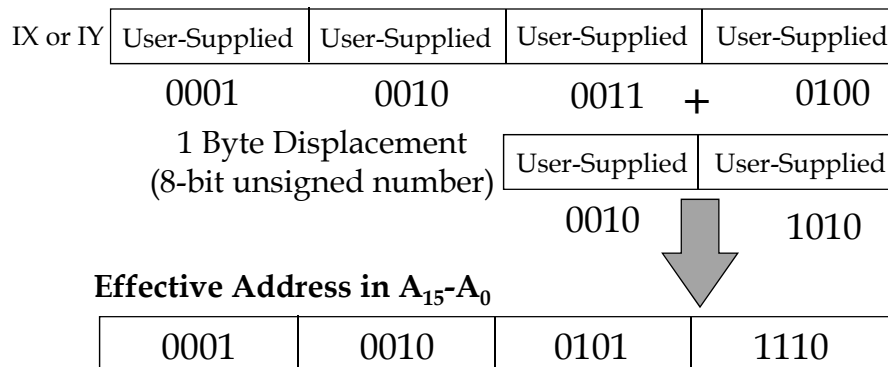 IX or IY User-Supplied User-Supplied User-Supplied User-Supplied
0001 0010 0011 + 0100
1 Byte Displacement
(8-bit unsigned number) User-Supplied User-Supplied
0010 1010
Effective Address in A₁₅-A₀
0001 0010 0101 1110